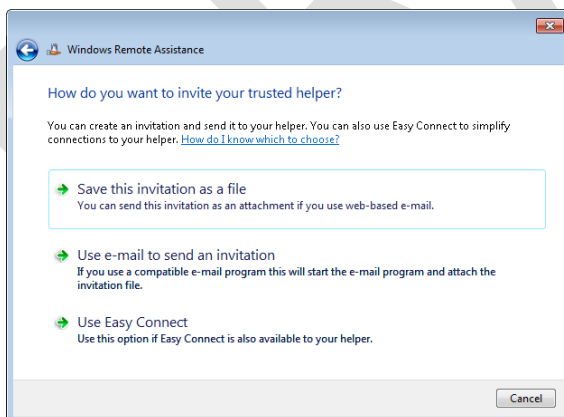 Windows Remote Assistance
How do you want to invite your trusted helper?
You can create an invitation and send it to your helper. You can also use Easy Connect to simplify
connections to your helper. How do I know which to choose?
Save this invitation as a file
You can send this invitation as an attachment if you use web-based e-mail.
Use e-mail to send an invitation
If you use a compatible e-mail program this will start the e-mail program and attach the
invitation file.
Use Easy Connect
Use this option if Easy Connect is also available to your helper.
Cancel